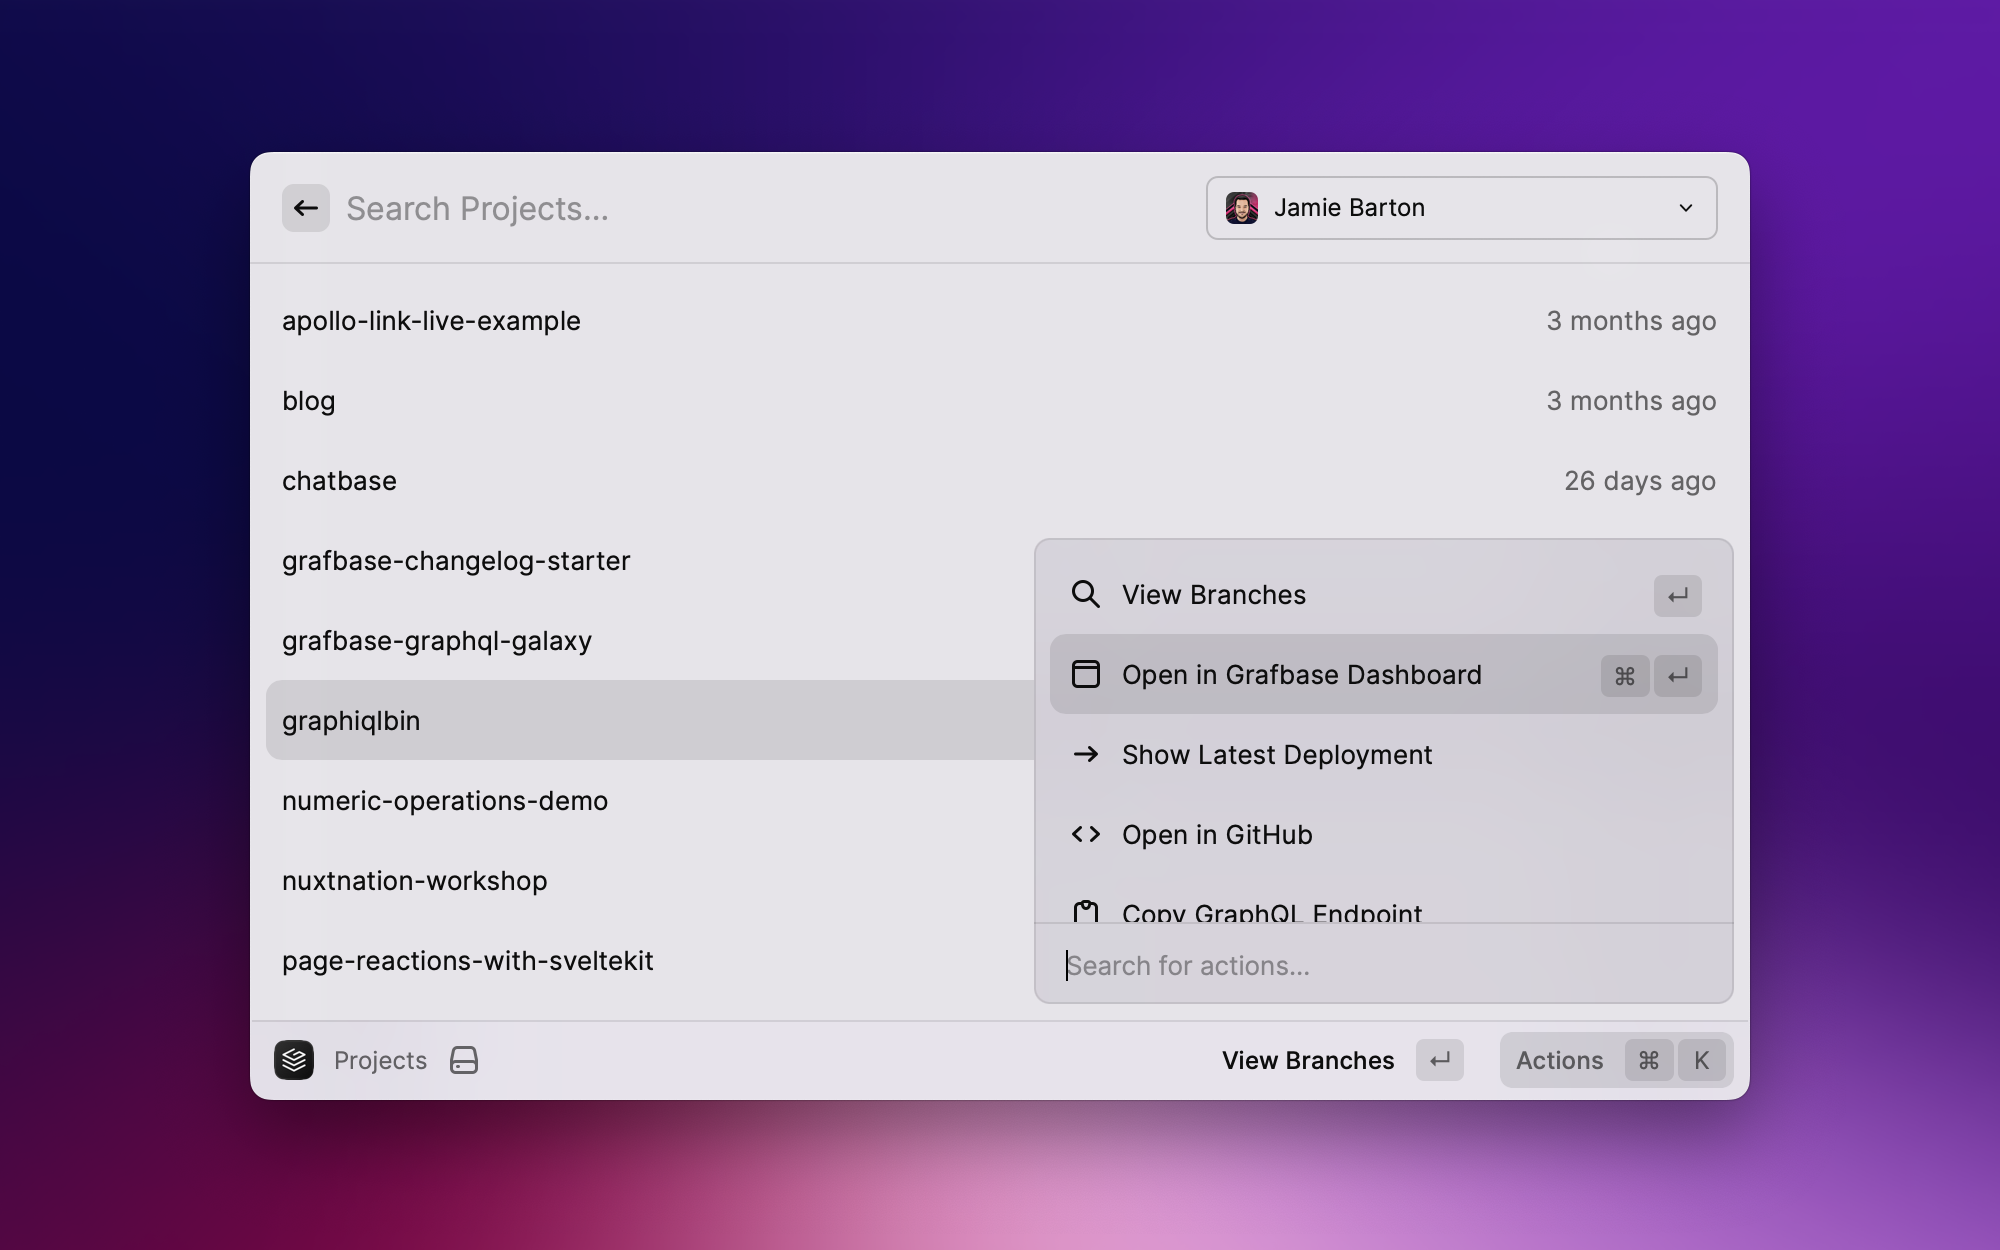 Search Projects...
Jamie Barton
apollo-link-live-example
3 months ago
blog
3 months ago
chatbase
26 days ago
grafbase-changelog-starter
grafbase-graphql-galaxy
graphiqlbin
numeric-operations-demo
nuxtnation-workshop
page-reactions-with-sveltekit
View Branches
Open in Grafbase Dashboard ⌘
Show Latest Deployment
Open in GitHub
Copy GraphQL Endpoint
Search for actions...
Projects
View Branches
Actions ⌘ K